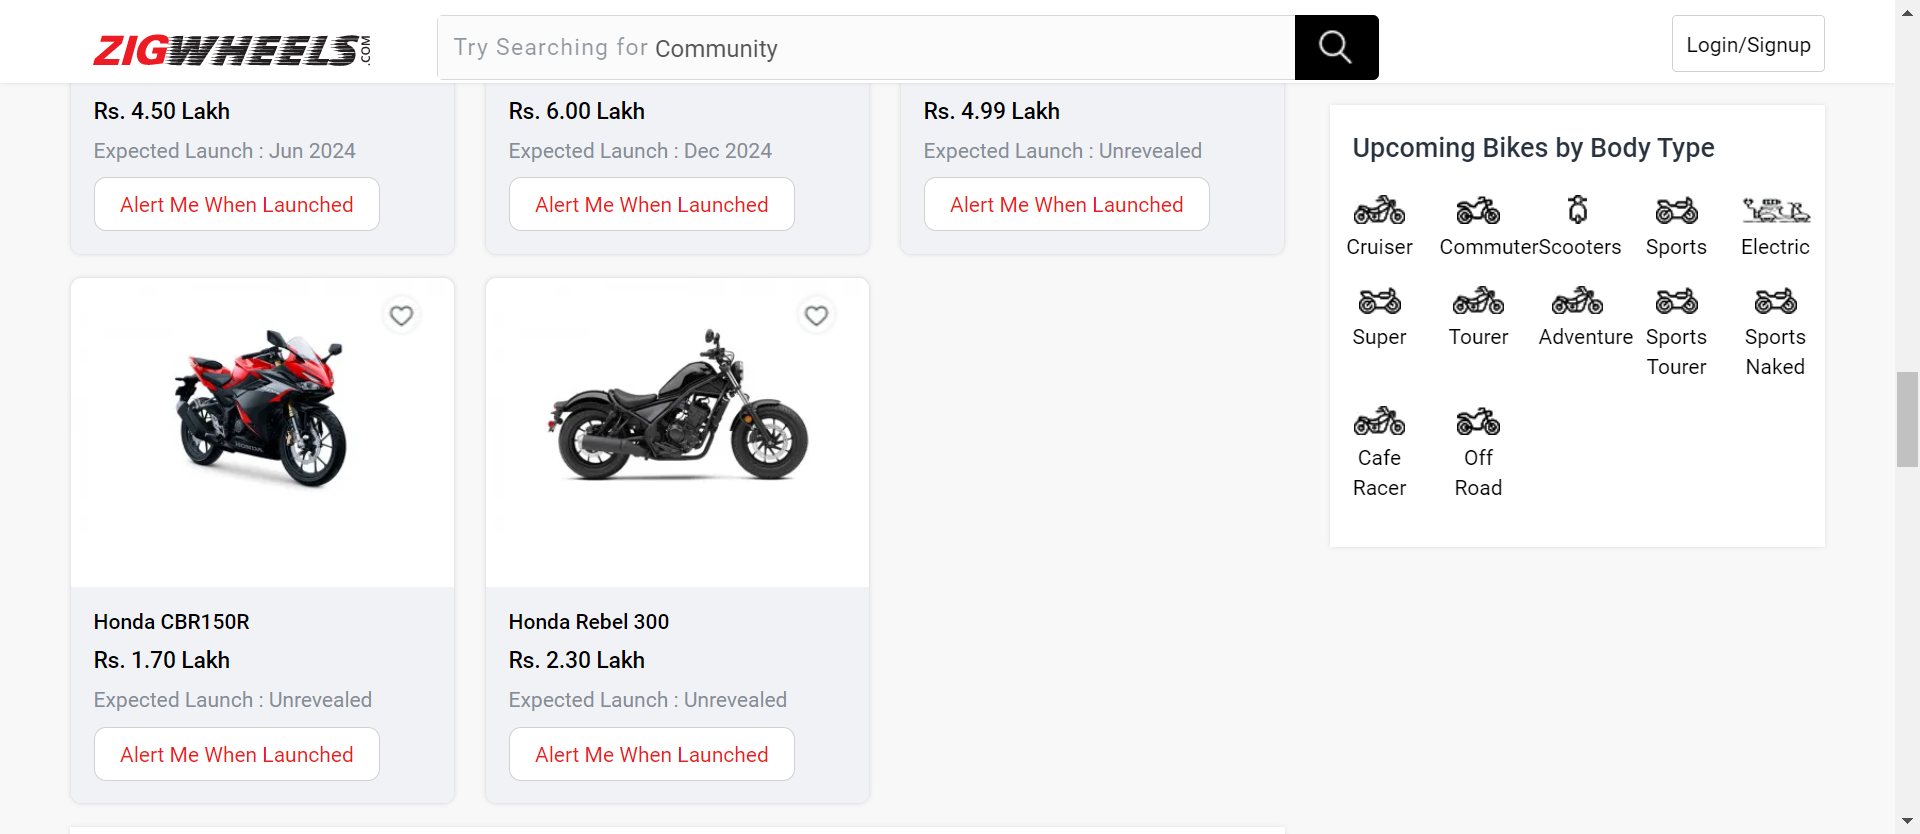 ZIGWHEELS.COM
Try Searching for Community
Login/Signup
Rs. 4.50 Lakh
Expected Launch : Jun 2024
Alert Me When Launched
Rs. 6.00 Lakh
Expected Launch : Dec 2024
Alert Me When Launched
Rs. 4.99 Lakh
Expected Launch : Unrevealed
Alert Me When Launched
Honda CBR150R
Rs. 1.70 Lakh
Expected Launch : Unrevealed
Alert Me When Launched
Honda Rebel 300
Rs. 2.30 Lakh
Expected Launch : Unrevealed
Alert Me When Launched
Upcoming Bikes by Body Type
Cruiser
Commuter
Scooters
Sports
Electric
Super
Tourer
Adventure
Sports
Tourer
Sports
Naked
Cafe
Racer
Off
Road